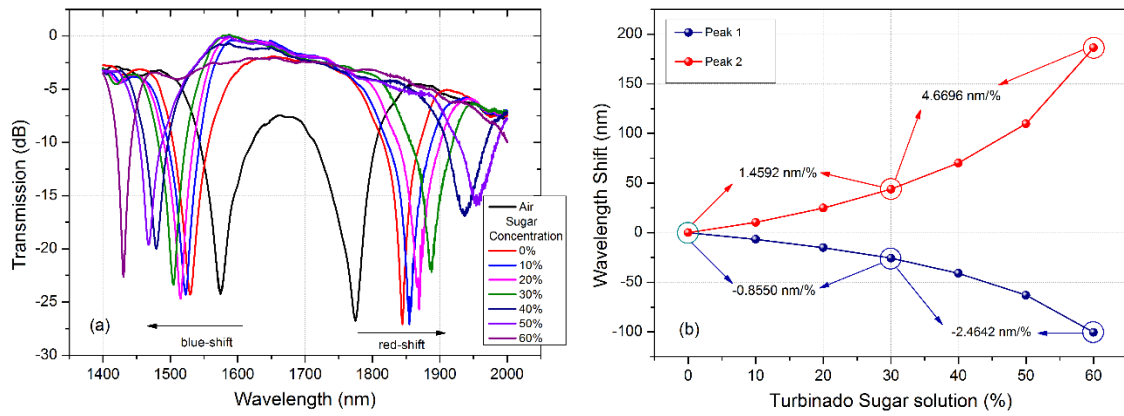 0
-5
-10
-15
-20
-25
-30
Transmission (dB)
Air
Sugar
Concentration
0%
10%
20%
30%
40%
50%
60%
(a)
blue-shift
red-shift
1400 1500 1600 1700 1800 1900 2000
Wavelength (nm)
200
150
100
50
0
-50
-100
Wavelength Shift (nm)
Peak 1
Peak 2
4.6696 nm/%
1.4592 nm/%
-0.8550 nm/%
-2.4642 nm/%
(b)
0 10 20 30 40 50 60
Turbinado Sugar solution (%)